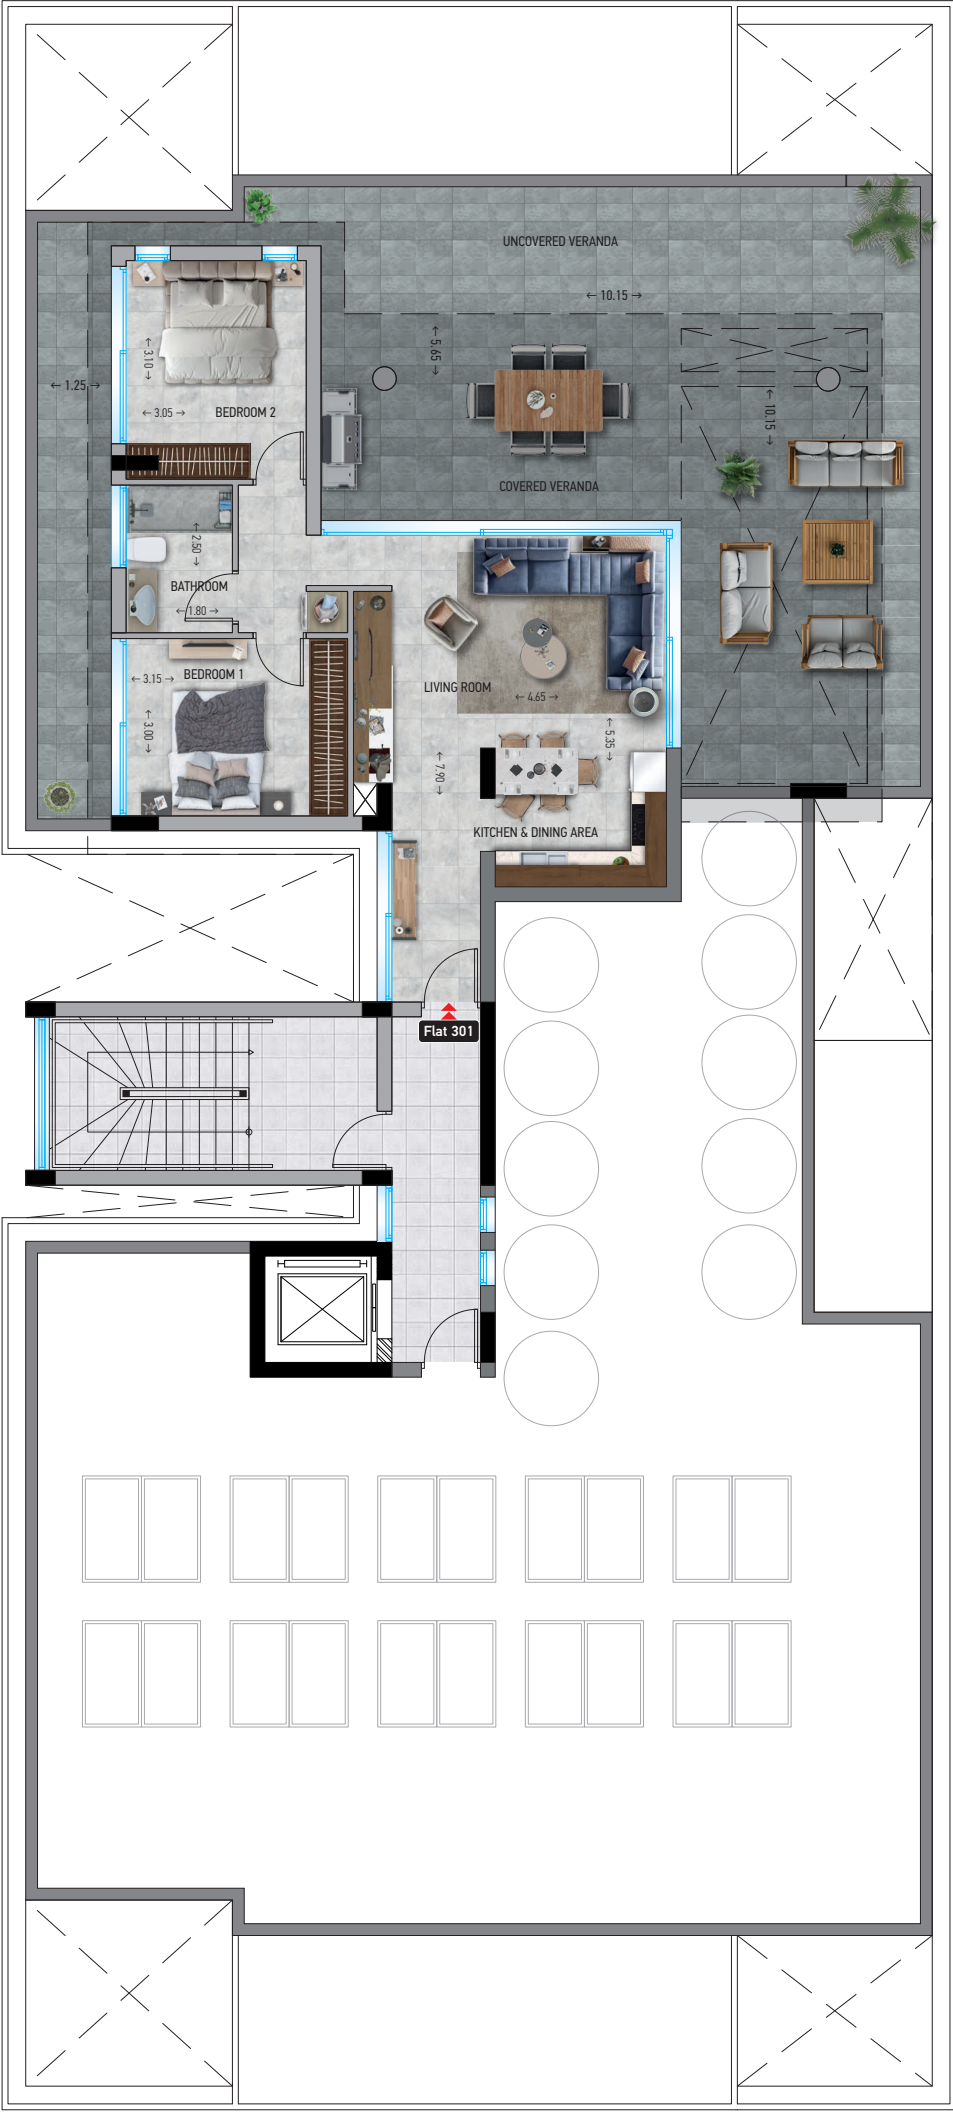 UNCOVERED VERANDA
← 10.15 →
← 5.65 →
← 1.25 →
← 3.10 →
← 3.05 →
BEDROOM 2
← 10.15 →
COVERED VERANDA
← 2.50 →
BATHROOM
← 1.80 →
← 3.15 →
BEDROOM 1
LIVING ROOM
← 4.65 →
← 3.00 →
← 5.35 →
← 7.90 →
KITCHEN & DINING AREA
Flat 301